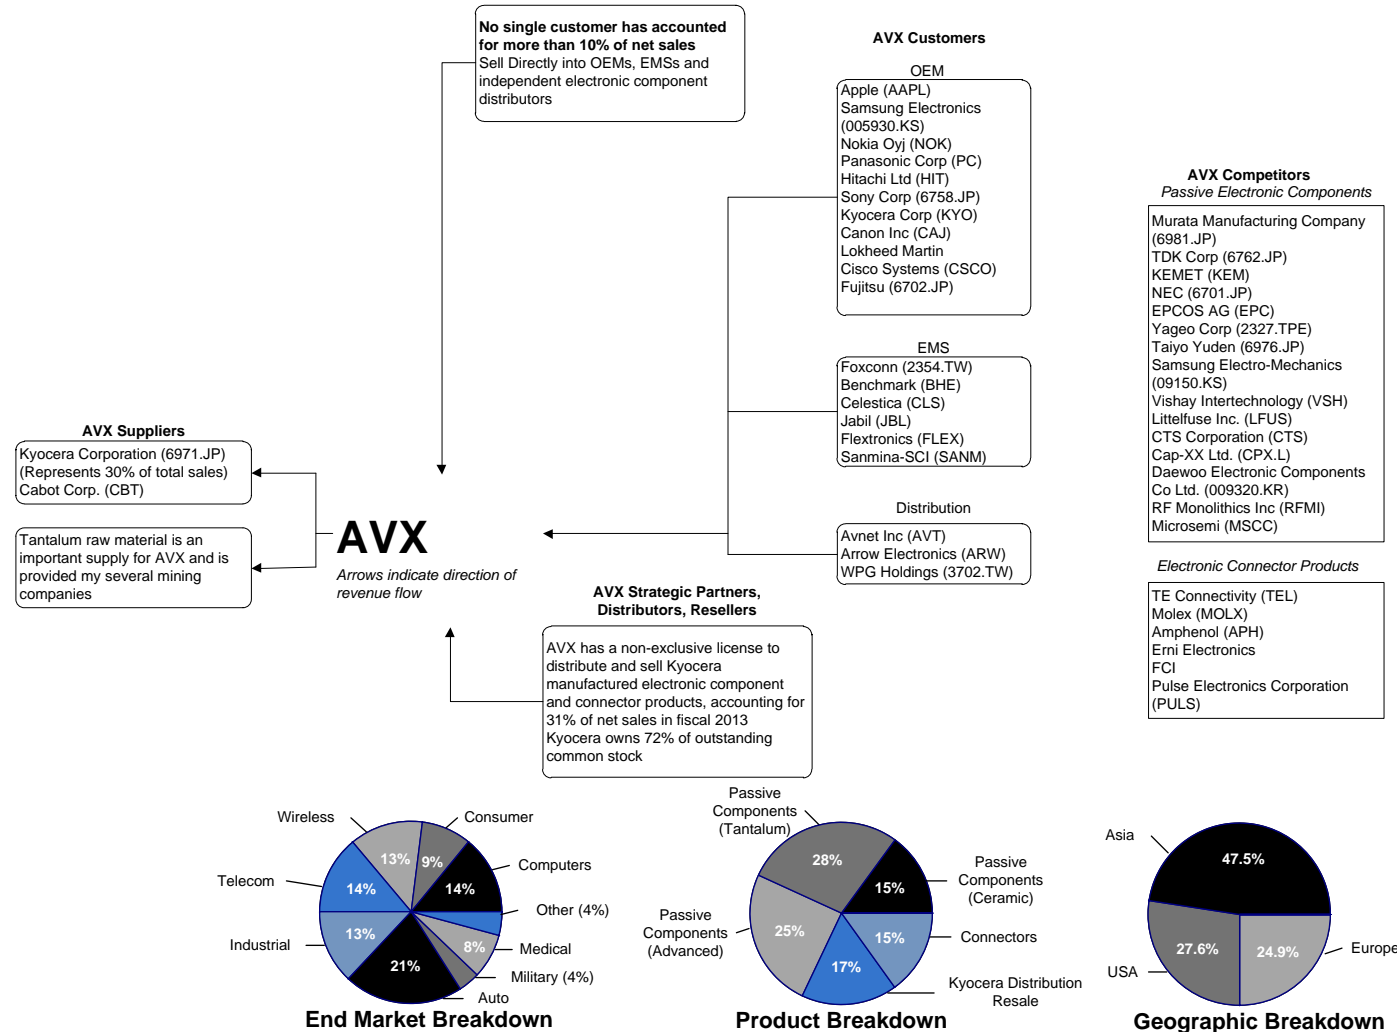 No single customer has accounted
for more than 10% of net sales
Sell Directly into OEMs, EMSs and
independent electronic component
distributors
AVX Customers
OEM
Apple (AAPL)
Samsung Electronics
(005930.KS)
Nokia Oyj (NOK)
Panasonic Corp (PC)
Hitachi Ltd (HIT)
Sony Corp (6758.JP)
Kyocera Corp (KYO)
Canon Inc (CAJ)
Lokheed Martin
Cisco Systems (CSCO)
Fujitsu (6702.JP)
EMS
Foxconn (2354.TW)
Benchmark (BHE)
Celestica (CLS)
Jabil (JBL)
Flextronics (FLEX)
Sanmina-SCI (SANM)
Distribution
Avnet Inc (AVT)
Arrow Electronics (ARW)
WPG Holdings (3702.TW)
AVX Competitors
Passive Electronic Components
Murata Manufacturing Company
(6981.JP)
TDK Corp (6762.JP)
KEMET (KEM)
NEC (6701.JP)
EPCOS AG (EPC)
Yageo Corp (2327.TPE)
Taiyo Yuden (6976.JP)
Samsung Electro-Mechanics
(09150.KS)
Vishay Intertechnology (VSH)
Littelfuse Inc. (LFUS)
CTS Corporation (CTS)
Cap-XX Ltd. (CPX.L)
Daewoo Electronic Components
Co Ltd. (009320.KR)
RF Monolithics Inc (RFMI)
Microsemi (MSCC)
Electronic Connector Products
TE Connectivity (TEL)
Molex (MOLX)
Amphenol (APH)
Erni Electronics
FCI
Pulse Electronics Corporation
(PULS)
AVX Suppliers
Kyocera Corporation (6971.JP)
(Represents 30% of total sales)
Cabot Corp. (CBT)
Tantalum raw material is an
important supply for AVX and is
provided my several mining
companies
AVX
Arrows indicate direction of
revenue flow
AVX Strategic Partners,
Distributors, Resellers
AVX has a non-exclusive license to
distribute and sell Kyocera
manufactured electronic component
and connector products, accounting for
31% of net sales in fiscal 2013
Kyocera owns 72% of outstanding
common stock
Wireless
Consumer
Computers
Telecom
Other (4%)
Industrial
Medical
Military (4%)
Auto
13%
9%
14%
14%
13%
8%
21%
End Market Breakdown
Passive
Components
(Tantalum)
Passive
Components
(Ceramic)
Passive
Components
(Advanced)
Connectors
Kyocera Distribution
Resale
28%
15%
25%
15%
17%
Product Breakdown
Asia
47.5%
27.6%
24.9%
USA
Europe
Geographic Breakdown